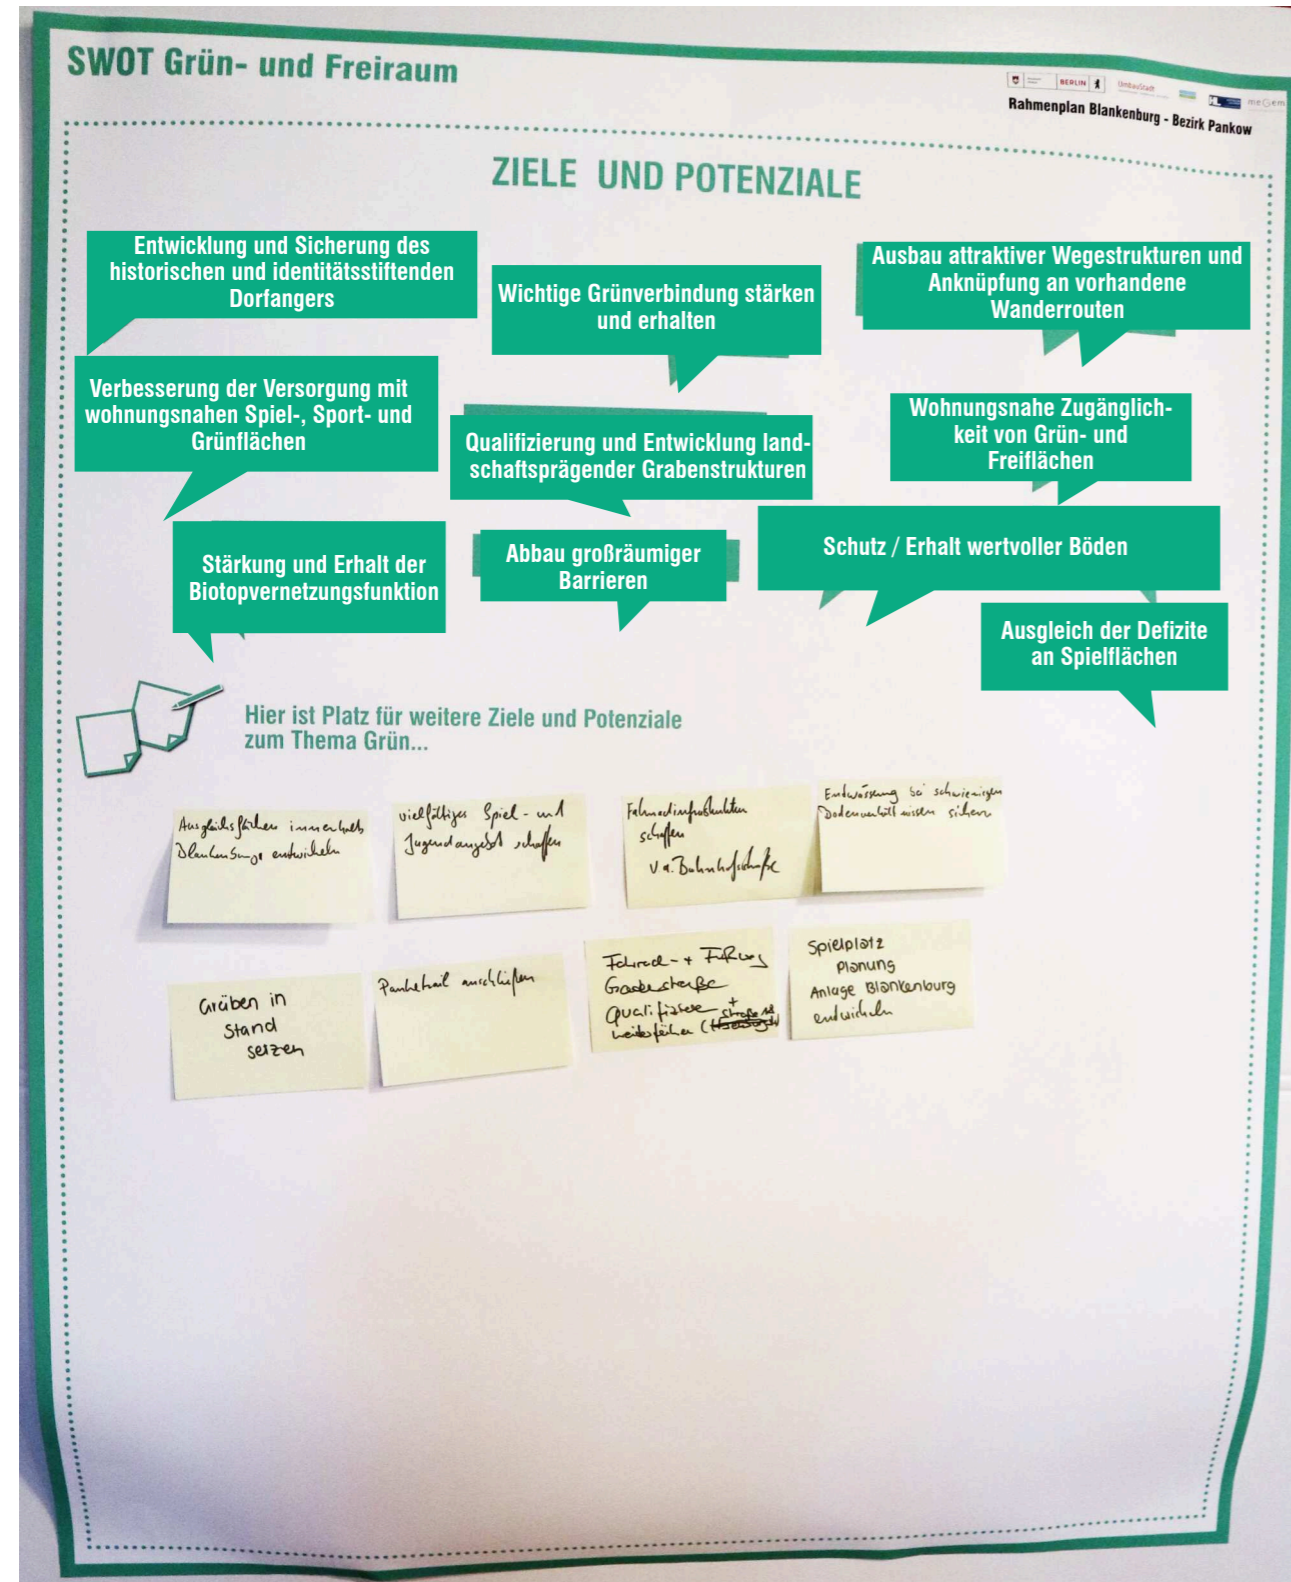 SWOT Grün- und Freiraum
BERLIN
UmbauStadt
Rahmenplan Blankenburg - Bezirk Pankow
ZIELE UND POTENZIALE
Entwicklung und Sicherung des
historischen und identitätsstiftenden
Dorfangers
Wichtige Grünverbindung stärken
und erhalten
Ausbau attraktiver Wegestrukturen und
Anknüpfung an vorhandene
Wanderrouten
Verbesserung der Versorgung mit
wohnungsnahen Spiel-, Sport- und
Grünflächen
Qualifizierung und Entwicklung land-
schaftsprägender Grabenstrukturen
Wohnungsnahe Zugänglich-
keit von Grün- und
Freiflächen
Stärkung und Erhalt der
Biotopvernetzungsfunktion
Abbau großräumiger
Barrieren
Schutz / Erhalt wertvoller Böden
Ausgleich der Defizite
an Spielflächen
Hier ist Platz für weitere Ziele und Potenziale
zum Thema Grün...
Ausgleichsflächen innerhalb
Blankenburgs entwickeln
vielfältiges Spiel- und
Jugendangebot schaffen
Fahrradinfrastruktur
schaffen
v.a. Bahnhofstraße
Entwässerung bei schwierigen
Bodenverhältnissen sichern
Gräben in
Stand
setzen
Panketrail anschließen
Fahrrad- + Fußweg
qualifizieren +
weiterführen (Straße
Spielplatz
Planung
Anlage Blankenburg
entwickeln